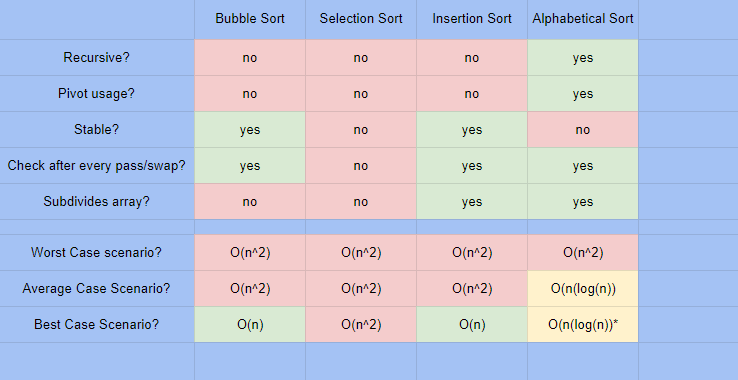 Bubble Sort Selection Sort Insertion Sort Alphabetical Sort
Recursive? no no no yes
Pivot usage? no no no yes
Stable? yes no yes no
Check after every pass/swap? yes no yes yes
Subdivides array? no no yes yes
Worst Case scenario? O(n^2) O(n^2) O(n^2) O(n^2)
Average Case Scenario? O(n^2) O(n^2) O(n^2) O(n(log(n))
Best Case Scenario? O(n) O(n^2) O(n) O(n(log(n))*